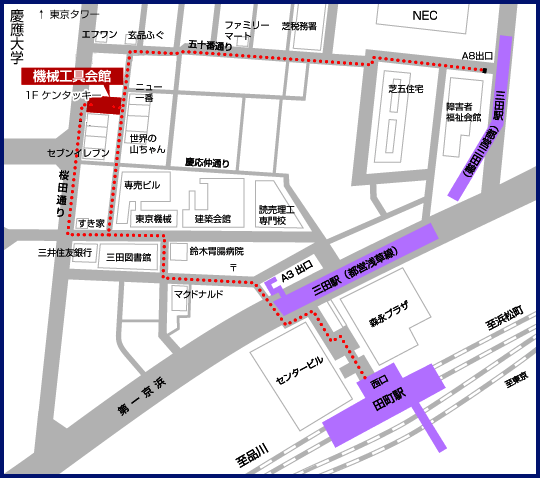 慶應大学
↑ 東京タワー
エフワン
玄品ふぐ
ファミリー
マート
芝税務署
NEC
五十番通り
A8出口
機械工具会館
1F ケンタッキー
ニュー
一番
芝五住宅
障害者
福祉会館
三田駅
(都営三田線)
世界の
山ちゃん
セブンイレブン
慶応仲通り
桜田通り
専売ビル
すき家
東京機械
建築会館
読売理工
専門校
三井住友銀行
三田図書館
鈴木胃腸病院
〒
A3 出口
三田駅(都営浅草線)
マクドナルド
森永プラザ
至浜松町
センタービル
西口
田町駅
至東京
第一京浜
至品川